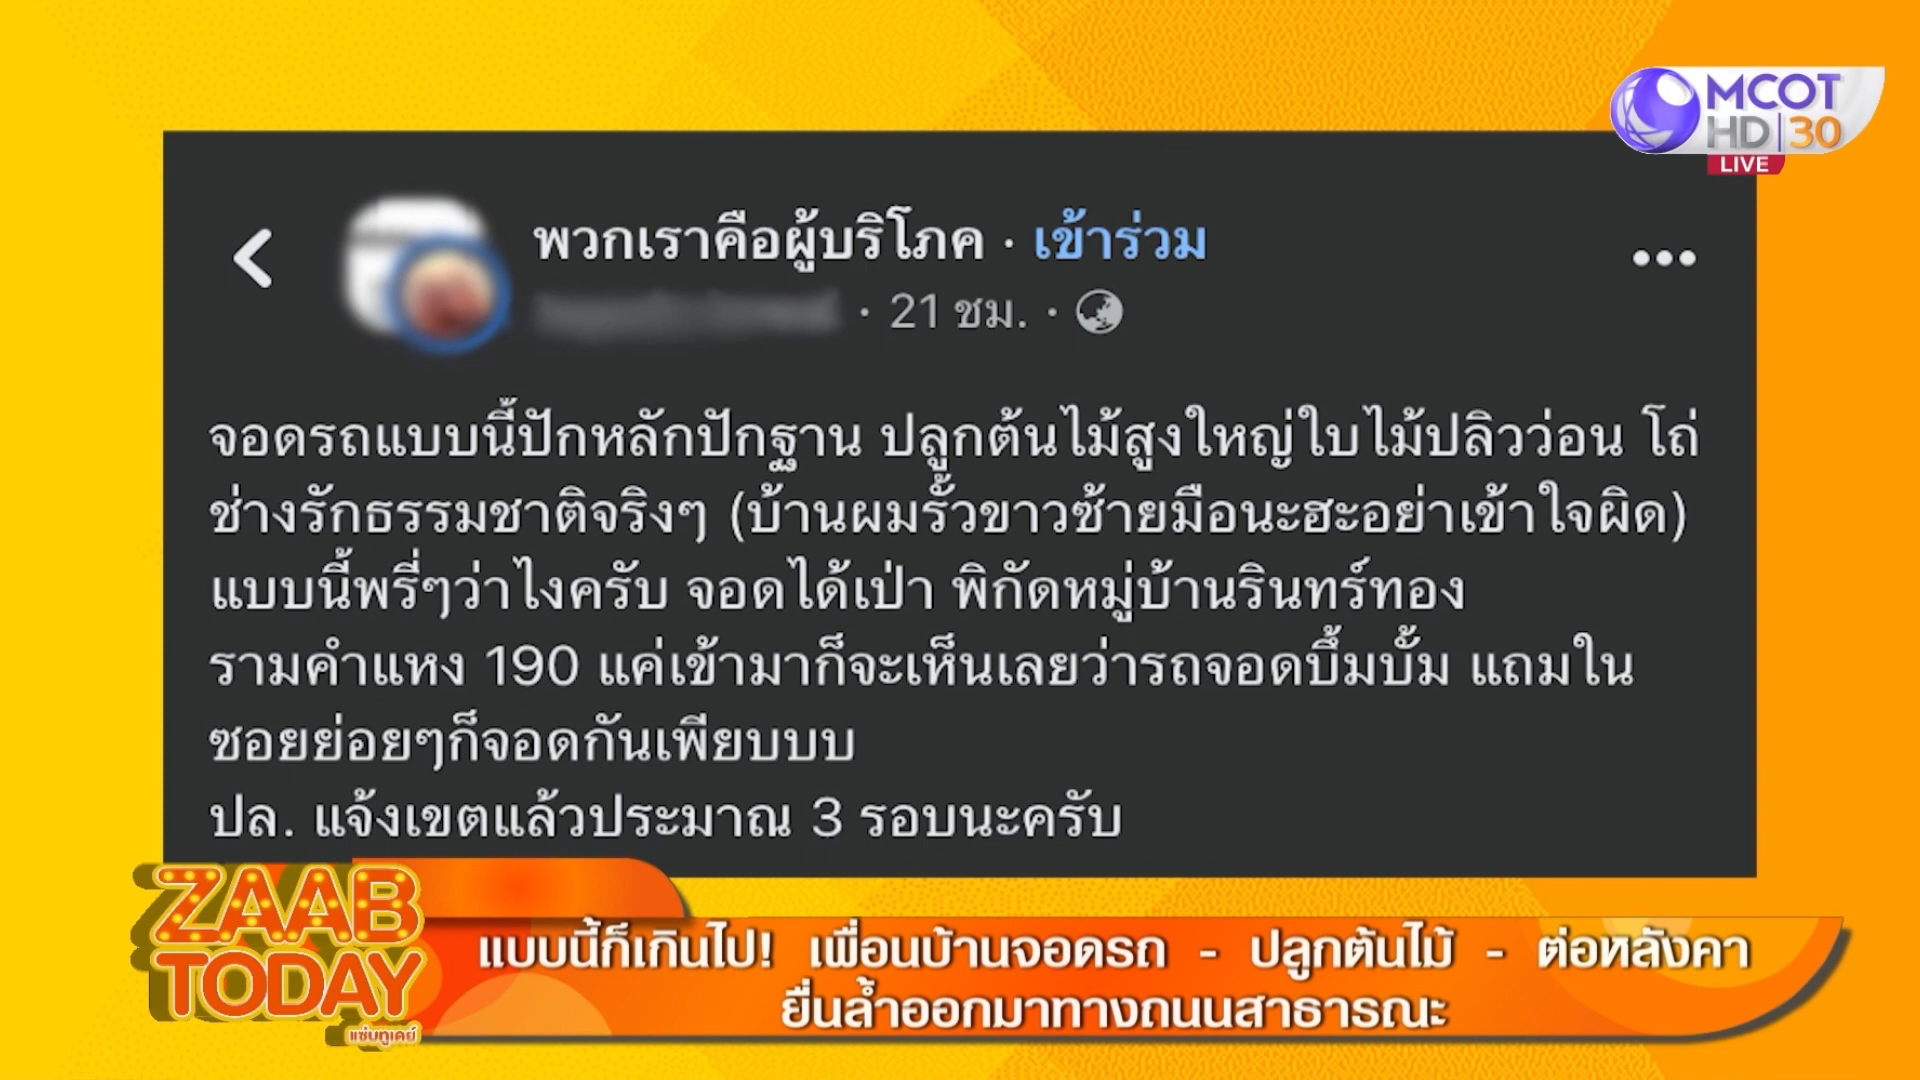 MCOT
HD 30
LIVE
พวกเราคือผู้บริโภค · เข้าร่วม
· 21 ชม. ·
จอดรถแบบนี้ปักหลักปักฐาน ปลูกต้นไม้สูงใหญ่ใบไม้ปลิวว่อน โถ่
ช่างรักธรรมชาติจริงๆ (บ้านผมรั้วขาวซ้ายมือนะฮะอย่าเข้าใจผิด)
แบบนี้พรี่ๆว่าไงครับ จอดได้เป่า พิกัดหมู่บ้านรินทร์ทอง
รามคำแหง 190 แค่เข้ามาก็จะเห็นเลยว่ารถจอดบึ้มบั้ม แถมใน
ซอยย่อยๆก็จอดกันเพียบบบ
ปล. แจ้งเขตแล้วประมาณ 3 รอบนะครับ
ZAAB
TODAY
แซ่บทูเดย์
แบบนี้ก็เกินไป! เพื่อนบ้านจอดรถ - ปลูกต้นไม้ - ต่อหลังคา
ยื่นล้ำออกมาทางถนนสาธารณะ